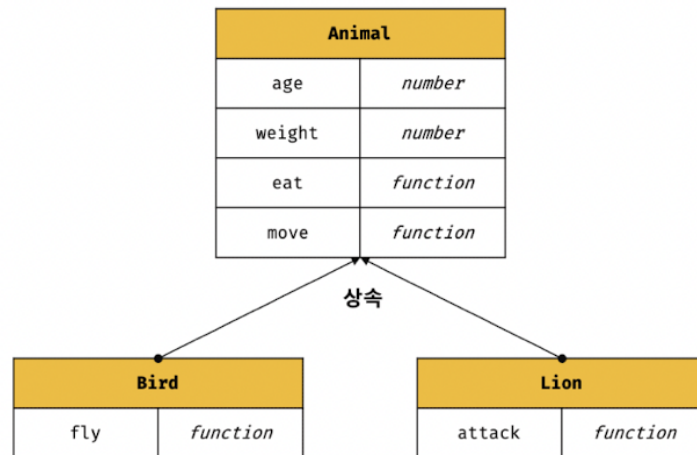 Animal
age number
weight number
eat function
move function
상속
Bird Lion
fly function attack function